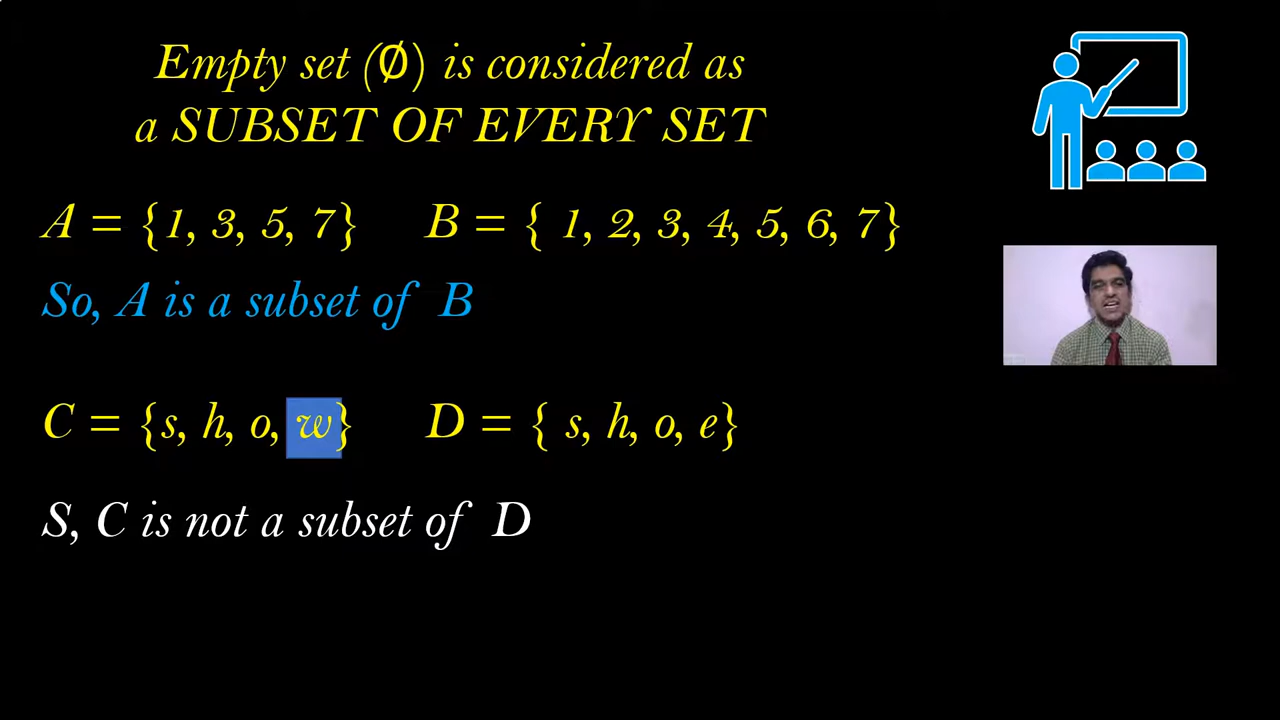 Empty set (∅) is considered as
a SUBSET OF EVERY SET
A = {1, 3, 5, 7} B = { 1, 2, 3, 4, 5, 6, 7}
So, A is a subset of B
C = {s, h, o, w} D = { s, h, o, e}
S, C is not a subset of D